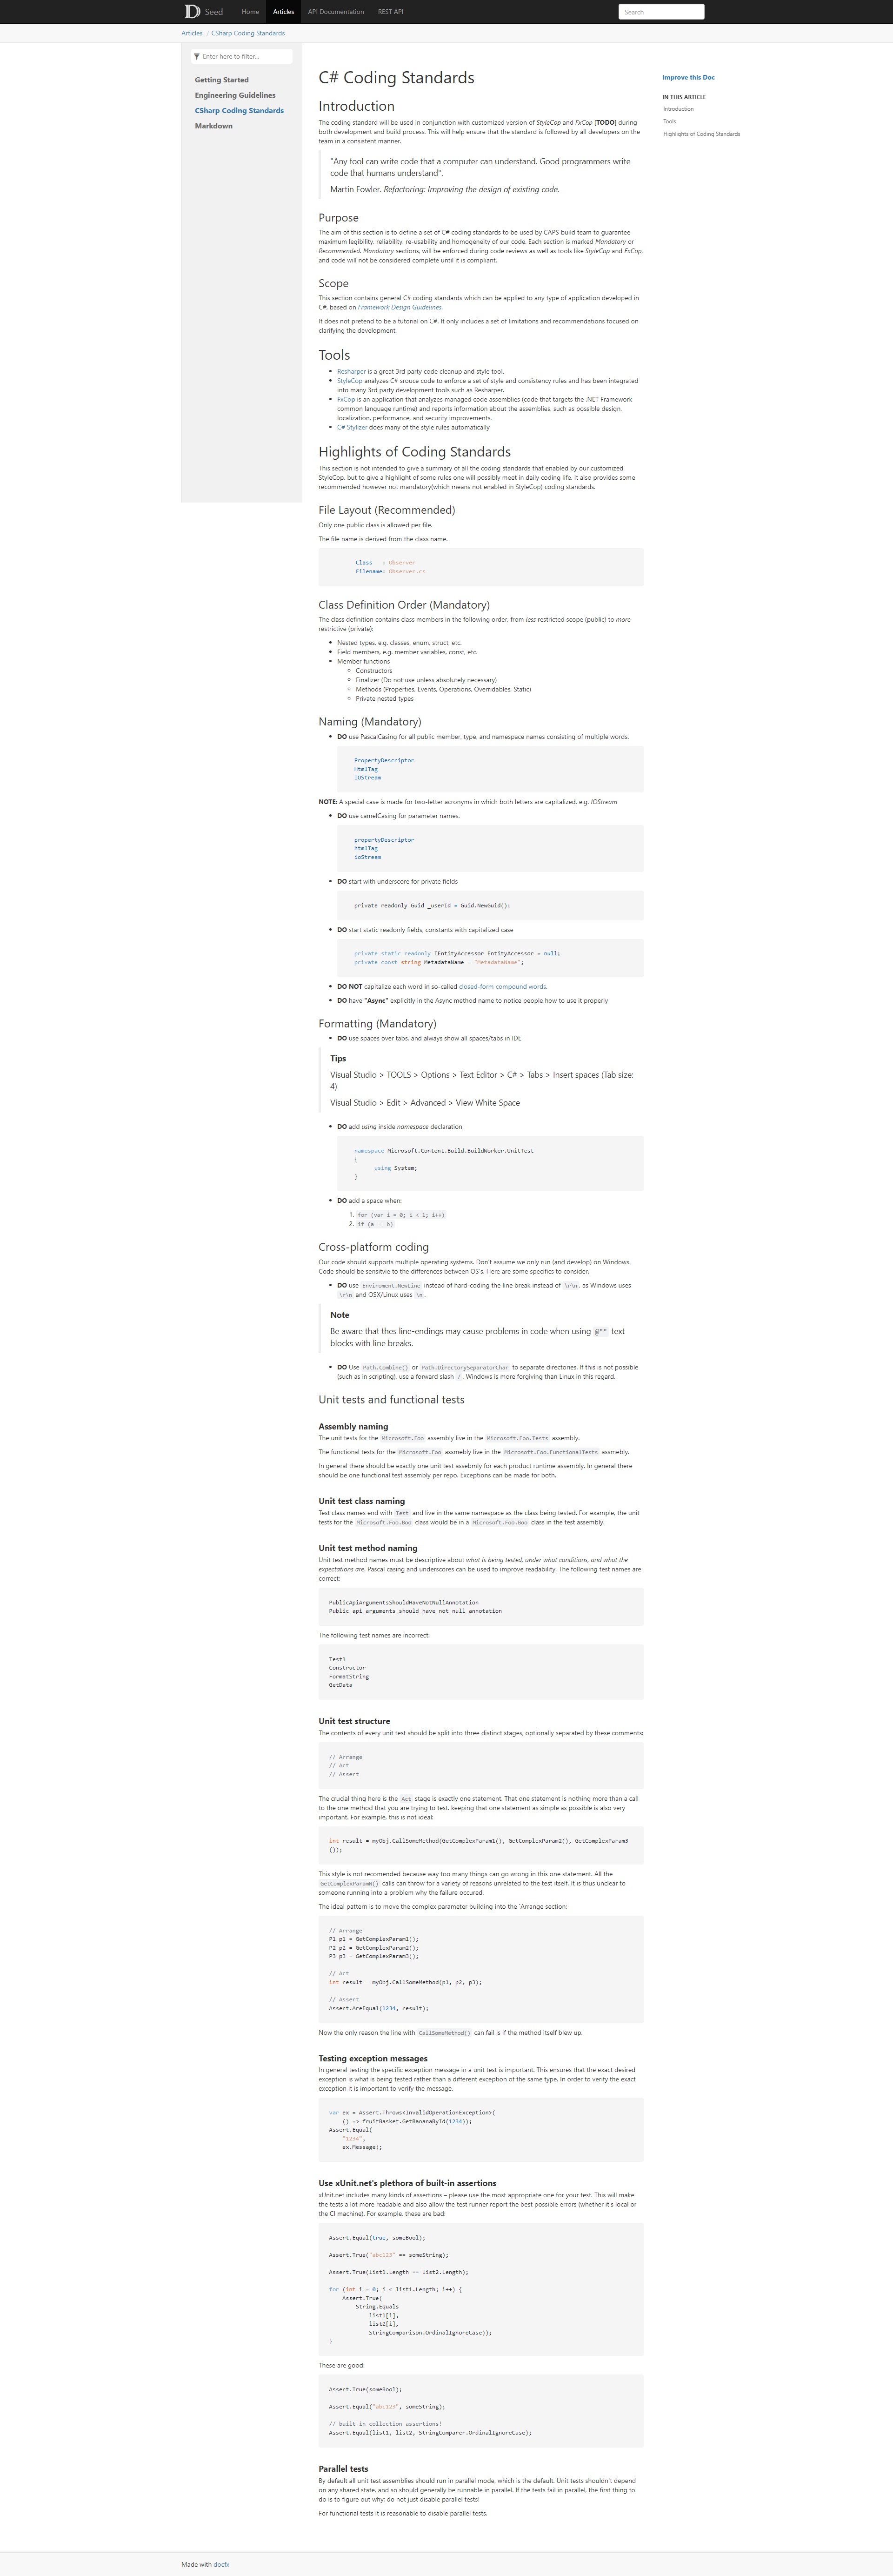 Seed
Home
Articles
API Documentation
REST API
Search
Articles / CSharp Coding Standards
Enter here to filter...
Getting Started
Engineering Guidelines
CSharp Coding Standards
Markdown
Improve this Doc
IN THIS ARTICLE
Introduction
Tools
Highlights of Coding Standards
C# Coding Standards
Introduction
The coding standard will be used in conjunction with customized version of StyleCop and FxCop [TODO] during
both development and build process. This will help ensure that the standard is followed by all developers on the
team in a consistent manner.
"Any fool can write code that a computer can understand. Good programmers write
code that humans understand".
Martin Fowler. Refactoring: Improving the design of existing code.
Purpose
The aim of this section is to define a set of C# coding standards to be used by CAPS build team to guarantee
maximum legibility, reliability, re-usability and homogeneity of our code. Each section is marked Mandatory or
Recommended. Mandatory sections, will be enforced during code reviews as well as tools like StyleCop and FxCop,
and code will not be considered complete until it is compliant.
Scope
This section contains general C# coding standards which can be applied to any type of application developed in
C#, based on Framework Design Guidelines.
It does not pretend to be a tutorial on C#. It only includes a set of limitations and recommendations focused on
clarifying the development.
Tools
• Resharper is a great 3rd party code cleanup and style tool.
• StyleCop analyzes C# srouce code to enforce a set of style and consistency rules and has been integrated
into many 3rd party development tools such as Resharper.
• FxCop is an application that analyzes managed code assemblies (code that targets the .NET Framework
common language runtime) and reports information about the assemblies, such as possible design,
localization, performance, and security improvements.
• C# Stylizer does many of the style rules automatically
Highlights of Coding Standards
This section is not intended to give a summary of all the coding standards that enabled by our customized
StyleCop, but to give a highlight of some rules one will possibly meet in daily coding life. It also provides some
recommended however not mandatory(which means not enabled in StyleCop) coding standards.
File Layout (Recommended)
Only one public class is allowed per file.
The file name is derived from the class name.
Class   : Observer
Filename: Observer.cs
Class Definition Order (Mandatory)
The class definition contains class members in the following order, from less restricted scope (public) to more
restrictive (private):
• Nested types, e.g. classes, enum, struct, etc.
• Field members, e.g. member variables, const, etc.
• Member functions
◦ Constructors
◦ Finalizer (Do not use unless absolutely necessary)
◦ Methods (Properties, Events, Operations, Overridables, Static)
◦ Private nested types
Naming (Mandatory)
• DO use PascalCasing for all public member, type, and namespace names consisting of multiple words.
PropertyDescriptor
HtmlTag
IOStream
NOTE: A special case is made for two-letter acronyms in which both letters are capitalized, e.g. IOStream
• DO use camelCasing for parameter names.
propertyDescriptor
htmlTag
ioStream
• DO start with underscore for private fields
private readonly Guid _userId = Guid.NewGuid();
• DO start static readonly fields, constants with capitalized case
private static readonly IEntityAccessor EntityAccessor = null;
private const string MetadataName = "MetadataName";
• DO NOT capitalize each word in so-called closed-form compound words.
• DO have "Async" explicitly in the Async method name to notice people how to use it properly
Formatting (Mandatory)
• DO use spaces over tabs, and always show all spaces/tabs in IDE
Tips
Visual Studio > TOOLS > Options > Text Editor > C# > Tabs > Insert spaces (Tab size:
4)
Visual Studio > Edit > Advanced > View White Space
• DO add using inside namespace declaration
namespace Microsoft.Content.Build.BuildWorker.UnitTest
{
using System;
}
• DO add a space when:
1. for (var i = 0; i < 1; i++)
2. if (a == b)
Cross-platform coding
Our code should supports multiple operating systems. Don't assume we only run (and develop) on Windows.
Code should be sensitvie to the differences between OS's. Here are some specifics to consider.
• DO use Enviroment.NewLine instead of hard-coding the line break instead of \r\n, as Windows uses
\r\n and OSX/Linux uses \n.
Note
Be aware that thes line-endings may cause problems in code when using @"" text
blocks with line breaks.
• DO Use Path.Combine() or Path.DirectorySeparatorChar to separate directories. If this is not possible
(such as in scripting), use a forward slash /. Windows is more forgiving than Linux in this regard.
Unit tests and functional tests
Assembly naming
The unit tests for the Microsoft.Foo assembly live in the Microsoft.Foo.Tests assembly.
The functional tests for the Microsoft.Foo assmebly live in the Microsoft.Foo.FunctionalTests assmebly.
In general there should be exactly one unit test assebmly for each product runtime assembly. In general there
should be one functional test assembly per repo. Exceptions can be made for both.
Unit test class naming
Test class names end with Test and live in the same namespace as the class being tested. For example, the unit
tests for the Microsoft.Foo.Boo class would be in a Microsoft.Foo.Boo class in the test assembly.
Unit test method naming
Unit test method names must be descriptive about what is being tested, under what conditions, and what the
expectations are. Pascal casing and underscores can be used to improve readability. The following test names are
correct:
PublicApiArgumentsShouldHaveNotNullAnnotation
Public_api_arguments_should_have_not_null_annotation
The following test names are incorrect:
Test1
Constructor
FormatString
GetData
Unit test structure
The contents of every unit test should be split into three distinct stages, optionally separated by these comments:
// Arrange
// Act
// Assert
The crucial thing here is the Act stage is exactly one statement. That one statement is nothing more than a call
to the one method that you are trying to test. keeping that one statement as simple as possible is also very
important. For example, this is not ideal:
int result = myObj.CallSomeMethod(GetComplexParam1(), GetComplexParam2(), GetComplexParam3
());
This style is not recomended because way too many things can go wrong in this one statement. All the
GetComplexParamN() calls can throw for a variety of reasons unrelated to the test itself. It is thus unclear to
someone running into a problem why the failure occured.
The ideal pattern is to move the complex parameter building into the `Arrange section:
// Arrange
P1 p1 = GetComplexParam1();
P2 p2 = GetComplexParam2();
P3 p3 = GetComplexParam3();
// Act
int result = myObj.CallSomeMethod(p1, p2, p3);
// Assert
Assert.AreEqual(1234, result);
Now the only reason the line with CallSomeMethod() can fail is if the method itself blew up.
Testing exception messages
In general testing the specific exception message in a unit test is important. This ensures that the exact desired
exception is what is being tested rather than a different exception of the same type. In order to verify the exact
exception it is important to verify the message.
var ex = Assert.Throws<InvalidOperationException>(
() => fruitBasket.GetBananaById(1234));
Assert.Equal(
"1234",
ex.Message);
Use xUnit.net's plethora of built-in assertions
xUnit.net includes many kinds of assertions – please use the most appropriate one for your test. This will make
the tests a lot more readable and also allow the test runner report the best possible errors (whether it's local or
the CI machine). For example, these are bad:
Assert.Equal(true, someBool);
Assert.True("abc123" == someString);
Assert.True(list1.Length == list2.Length);
for (int i = 0; i < list1.Length; i++) {
Assert.True(
String.Equals
list1[i],
list2[i],
StringComparison.OrdinalIgnoreCase));
}
These are good:
Assert.True(someBool);
Assert.Equal("abc123", someString);
// built-in collection assertions!
Assert.Equal(list1, list2, StringComparer.OrdinalIgnoreCase);
Parallel tests
By default all unit test assemblies should run in parallel mode, which is the default. Unit tests shouldn't depend
on any shared state, and so should generally be runnable in parallel. If the tests fail in parallel, the first thing to
do is to figure out why; do not just disable parallel tests!
For functional tests it is reasonable to disable parallel tests.
Made with docfx